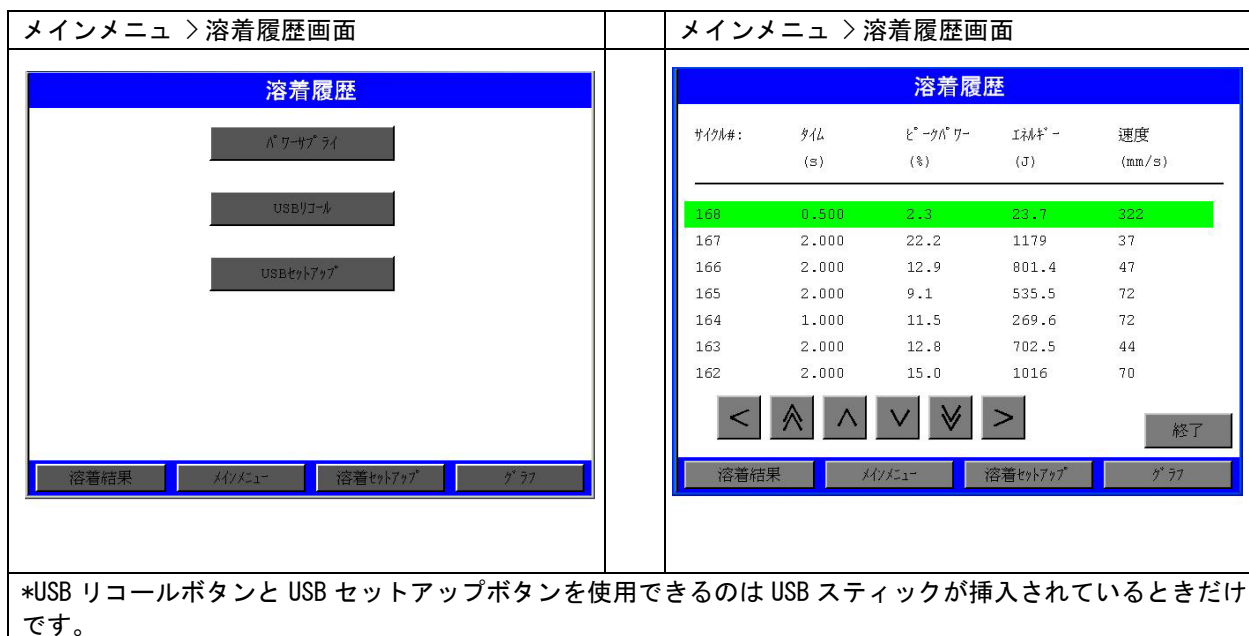 メインメニュ >溶着履歴画面
溶着履歴
ﾊﾟﾜｰｻﾌﾟﾗｲ
USBﾘｺｰﾙ
USBｾｯﾄｱｯﾌﾟ
溶着結果 ﾒｲﾝﾒﾆｭｰ 溶着ｾｯﾄｱｯﾌﾟ ｸﾞﾗﾌ
メインメニュ >溶着履歴画面
溶着履歴
ｻｲｸﾙ#: ﾀｲﾑ ﾋﾟｰｸﾊﾟﾜｰ ｴﾈﾙｷﾞｰ 速度
(s) (%) (J) (mm/s)
168 0.500 2.3 23.7 322
167 2.000 22.2 1179 37
166 2.000 12.9 801.4 47
165 2.000 9.1 535.5 72
164 1.000 11.5 269.6 72
163 2.000 12.8 702.5 44
162 2.000 15.0 1016 70
終了
溶着結果 ﾒｲﾝﾒﾆｭｰ 溶着ｾｯﾄｱｯﾌﾟ ｸﾞﾗﾌ
*USB リコールボタンと USB セットアップボタンを使用できるのは USB スティックが挿入されているときだけ
です。